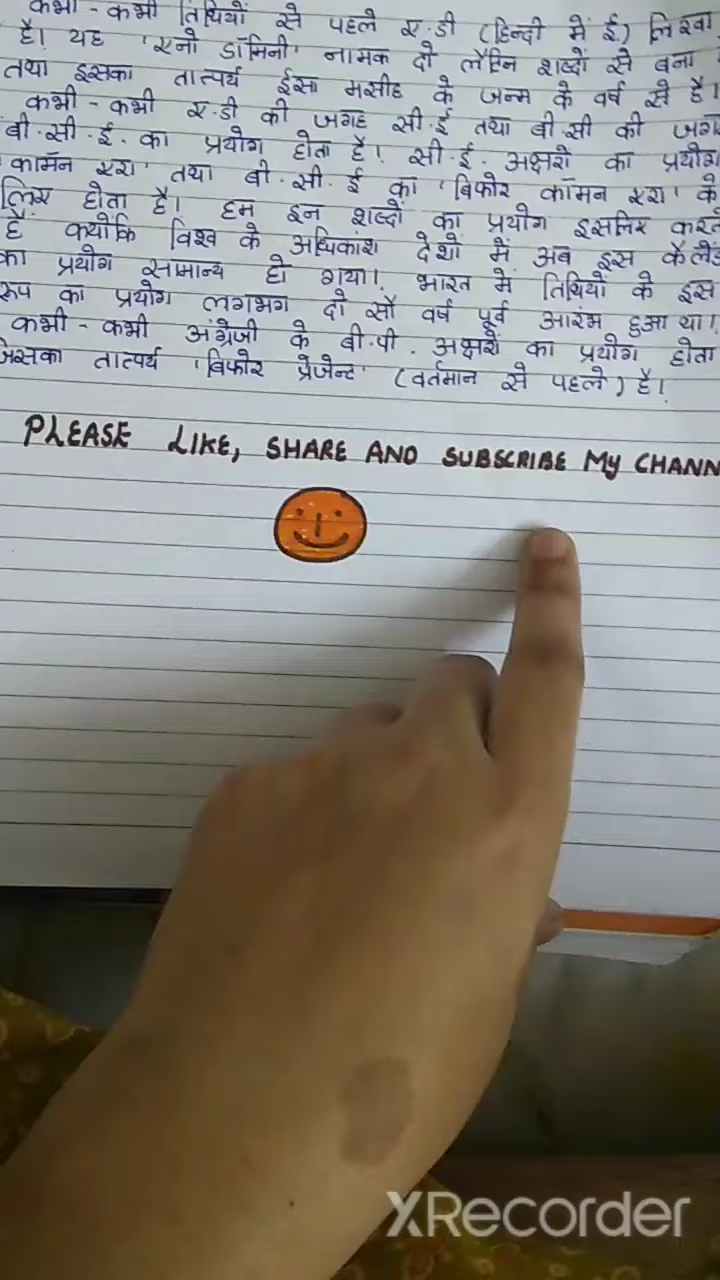 कभी - कभी तिथियों से पहले ए.डी (हिन्दी में ई) लिखा
है। यह 'एनो डॉमिनी' नामक दो लैटिन शब्दों से बना
तथा इसका तात्पर्य ईसा मसीह के जन्म के वर्ष से है।
कभी - कभी ए.डी की जगह सी.ई तथा बी.सी की जग
बी.सी.ई. का प्रयोग होता है। सी.ई. अक्षरों का प्रयोग
कॉमन एरा' तथा बी.सी.ई का 'बिफोर कॉमन एरा' के
लिए होता है। हम इन शब्दों का प्रयोग इसलिए करत
हैं क्योंकि विश्व के अधिकांश देशों में अब इस कैलेंड
का प्रयोग सामान्य हो गया। भारत में तिथियों के इस
रूप का प्रयोग लगभग दो सौ वर्ष पूर्व आरंभ हुआ था।
कभी - कभी अंग्रेजी के बी.पी. अक्षरों का प्रयोग होता
जिसका तात्पर्य 'बिफोर प्रेजेन्ट' (वर्तमान से पहले) है।
PLEASE LIKE, SHARE AND SUBSCRIBE MY CHANN
XRecorder